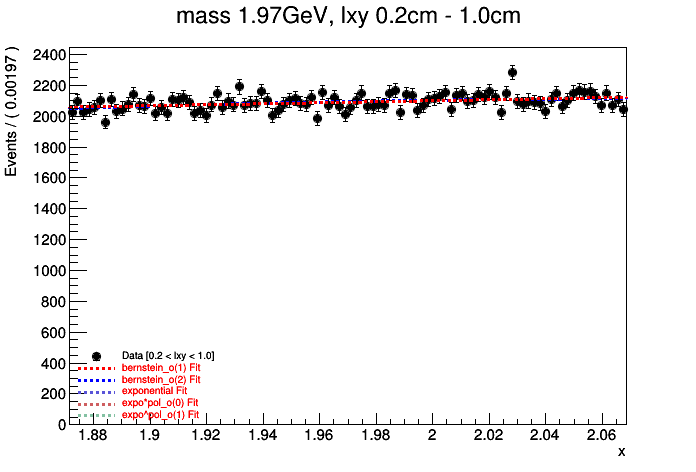 mass 1.97GeV, lxy 0.2cm - 1.0cm
Events / ( 0.00197 )
2400
2200
2000
1800
1600
1400
1200
1000
800
600
400
200
0
Data [0.2 < lxy < 1.0]
bernstein_o(1) Fit
bernstein_o(2) Fit
exponential Fit
expo*pol_o(0) Fit
expo*pol_o(1) Fit
1.88 1.9 1.92 1.94 1.96 1.98 2 2.02 2.04 2.06
x